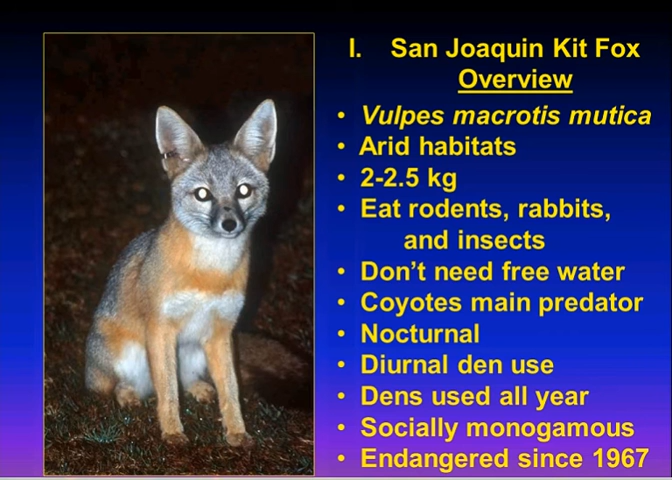 I. San Joaquin Kit Fox
Overview
• Vulpes macrotis mutica
• Arid habitats
• 2-2.5 kg
• Eat rodents, rabbits,
and insects
• Don't need free water
• Coyotes main predator
• Nocturnal
• Diurnal den use
• Dens used all year
• Socially monogamous
• Endangered since 1967